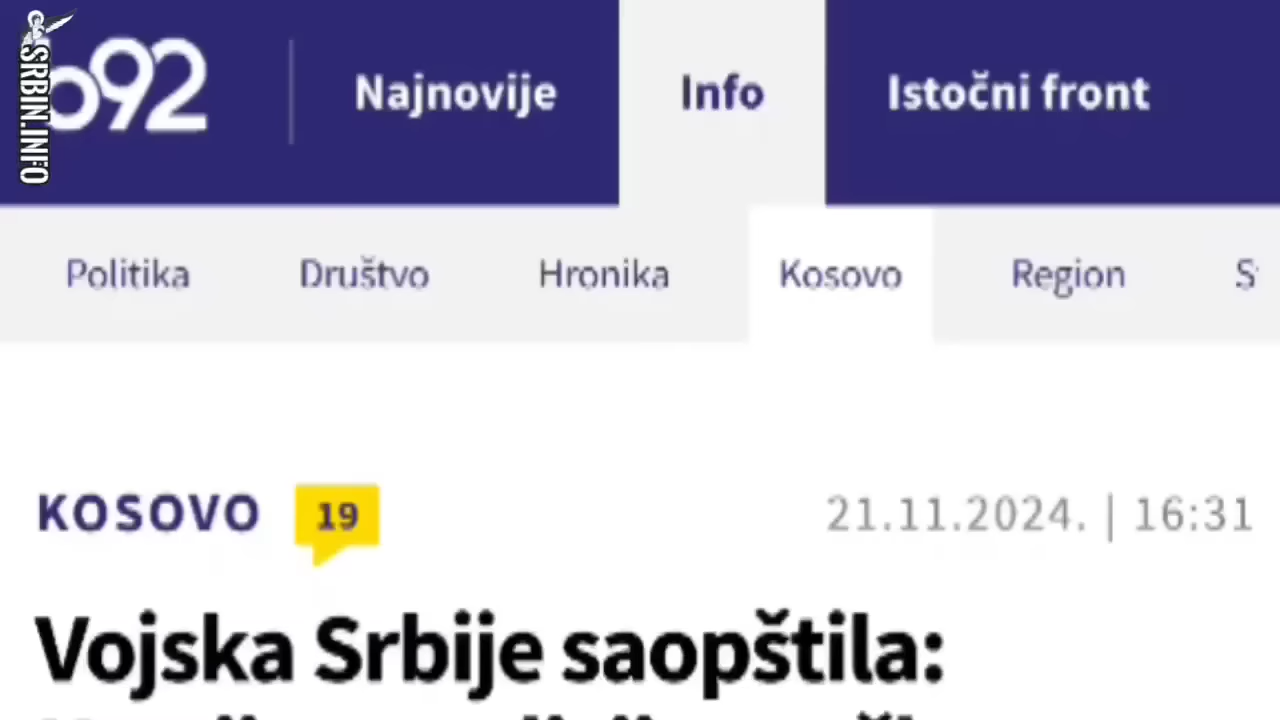 SRBIN.INFO
b92
Najnovije
Info
Istočni front
Politika
Društvo
Hronika
Kosovo
Region
KOSOVO
19
21.11.2024. | 16:31
Vojska Srbije saopštila: